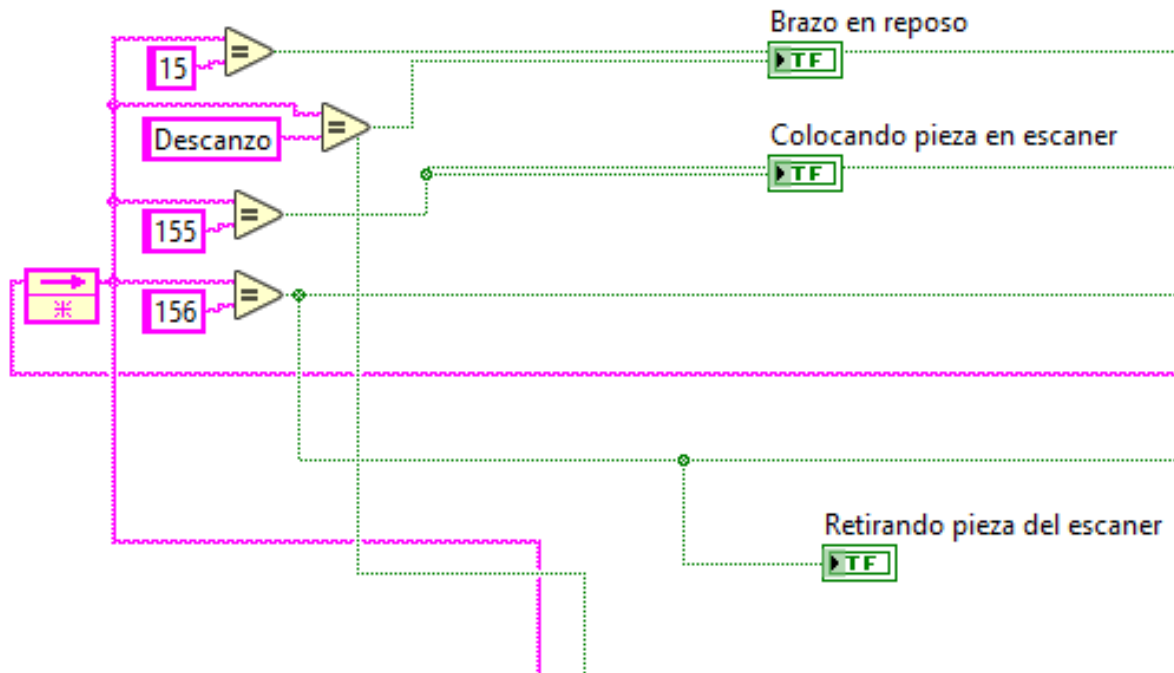 Brazo en reposo
15
TF
Descanzo
Colocando pieza en escaner
TF
155
156
Retirando pieza del escaner
TF